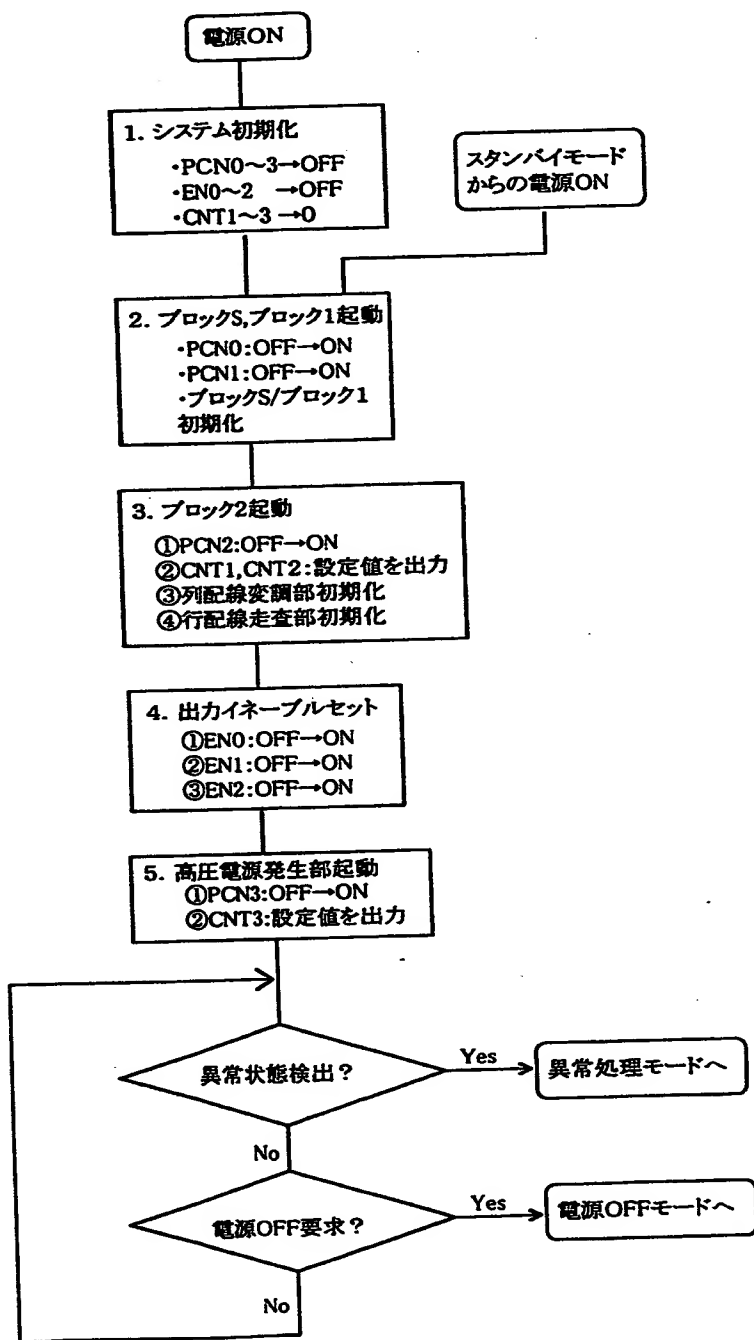 電源ON
1. システム初期化
・PCN0～3→OFF
・EN0～2 →OFF
・CNT1～3 →0
スタンバイモード
からの電源ON
2. ブロックS,ブロック1起動
・PCN0:OFF→ON
・PCN1:OFF→ON
・ブロックS/ブロック1
初期化
3. ブロック2起動
①PCN2:OFF→ON
②CNT1,CNT2:設定値を出力
③列配線変調部初期化
④行配線走査部初期化
4. 出力イネーブルセット
①EN0:OFF→ON
②EN1:OFF→ON
③EN2:OFF→ON
5. 高圧電源発生部起動
①PCN3:OFF→ON
②CNT3:設定値を出力
異常状態検出?
Yes
異常処理モードへ
No
電源OFF要求?
Yes
電源OFFモードへ
No